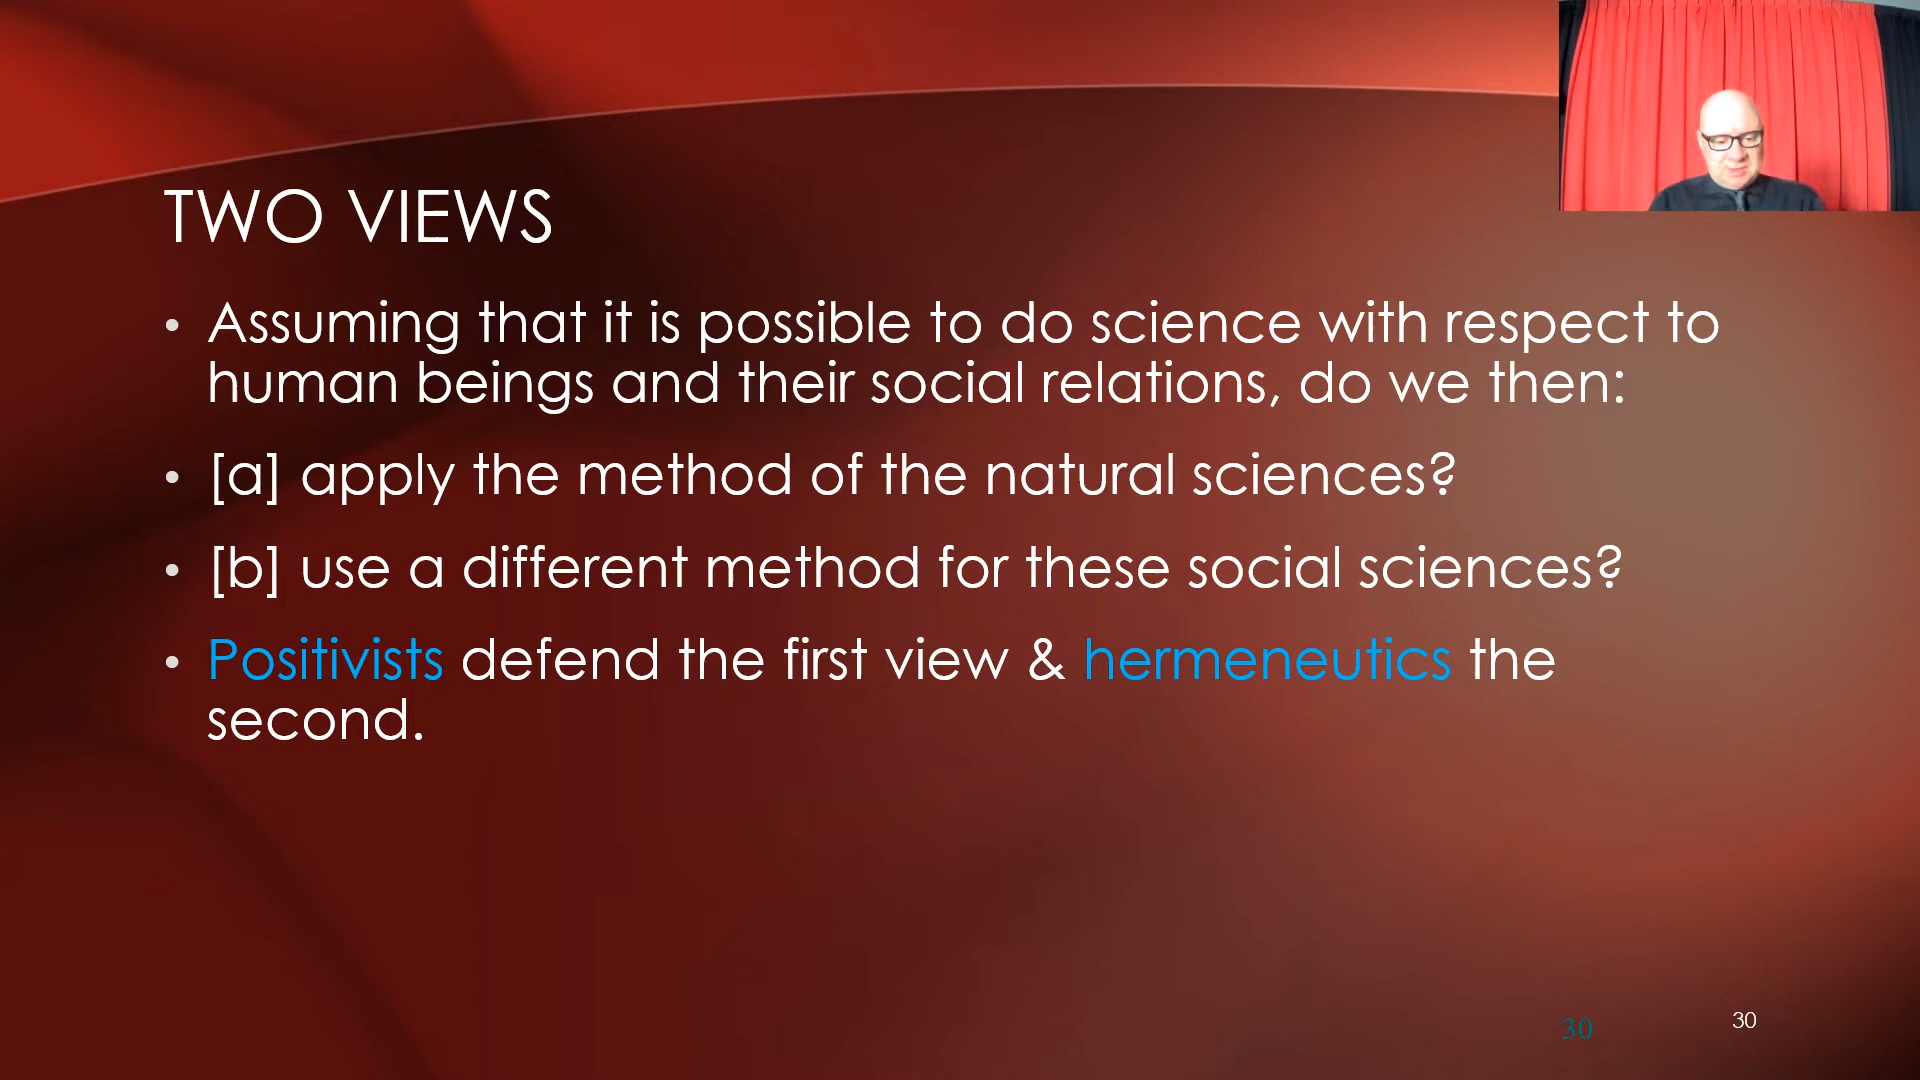 TWO VIEWS
• Assuming that it is possible to do science with respect to
human beings and their social relations, do we then:
• [a] apply the method of the natural sciences?
• [b] use a different method for these social sciences?
• Positivists defend the first view & hermeneutics the
second.
30
30